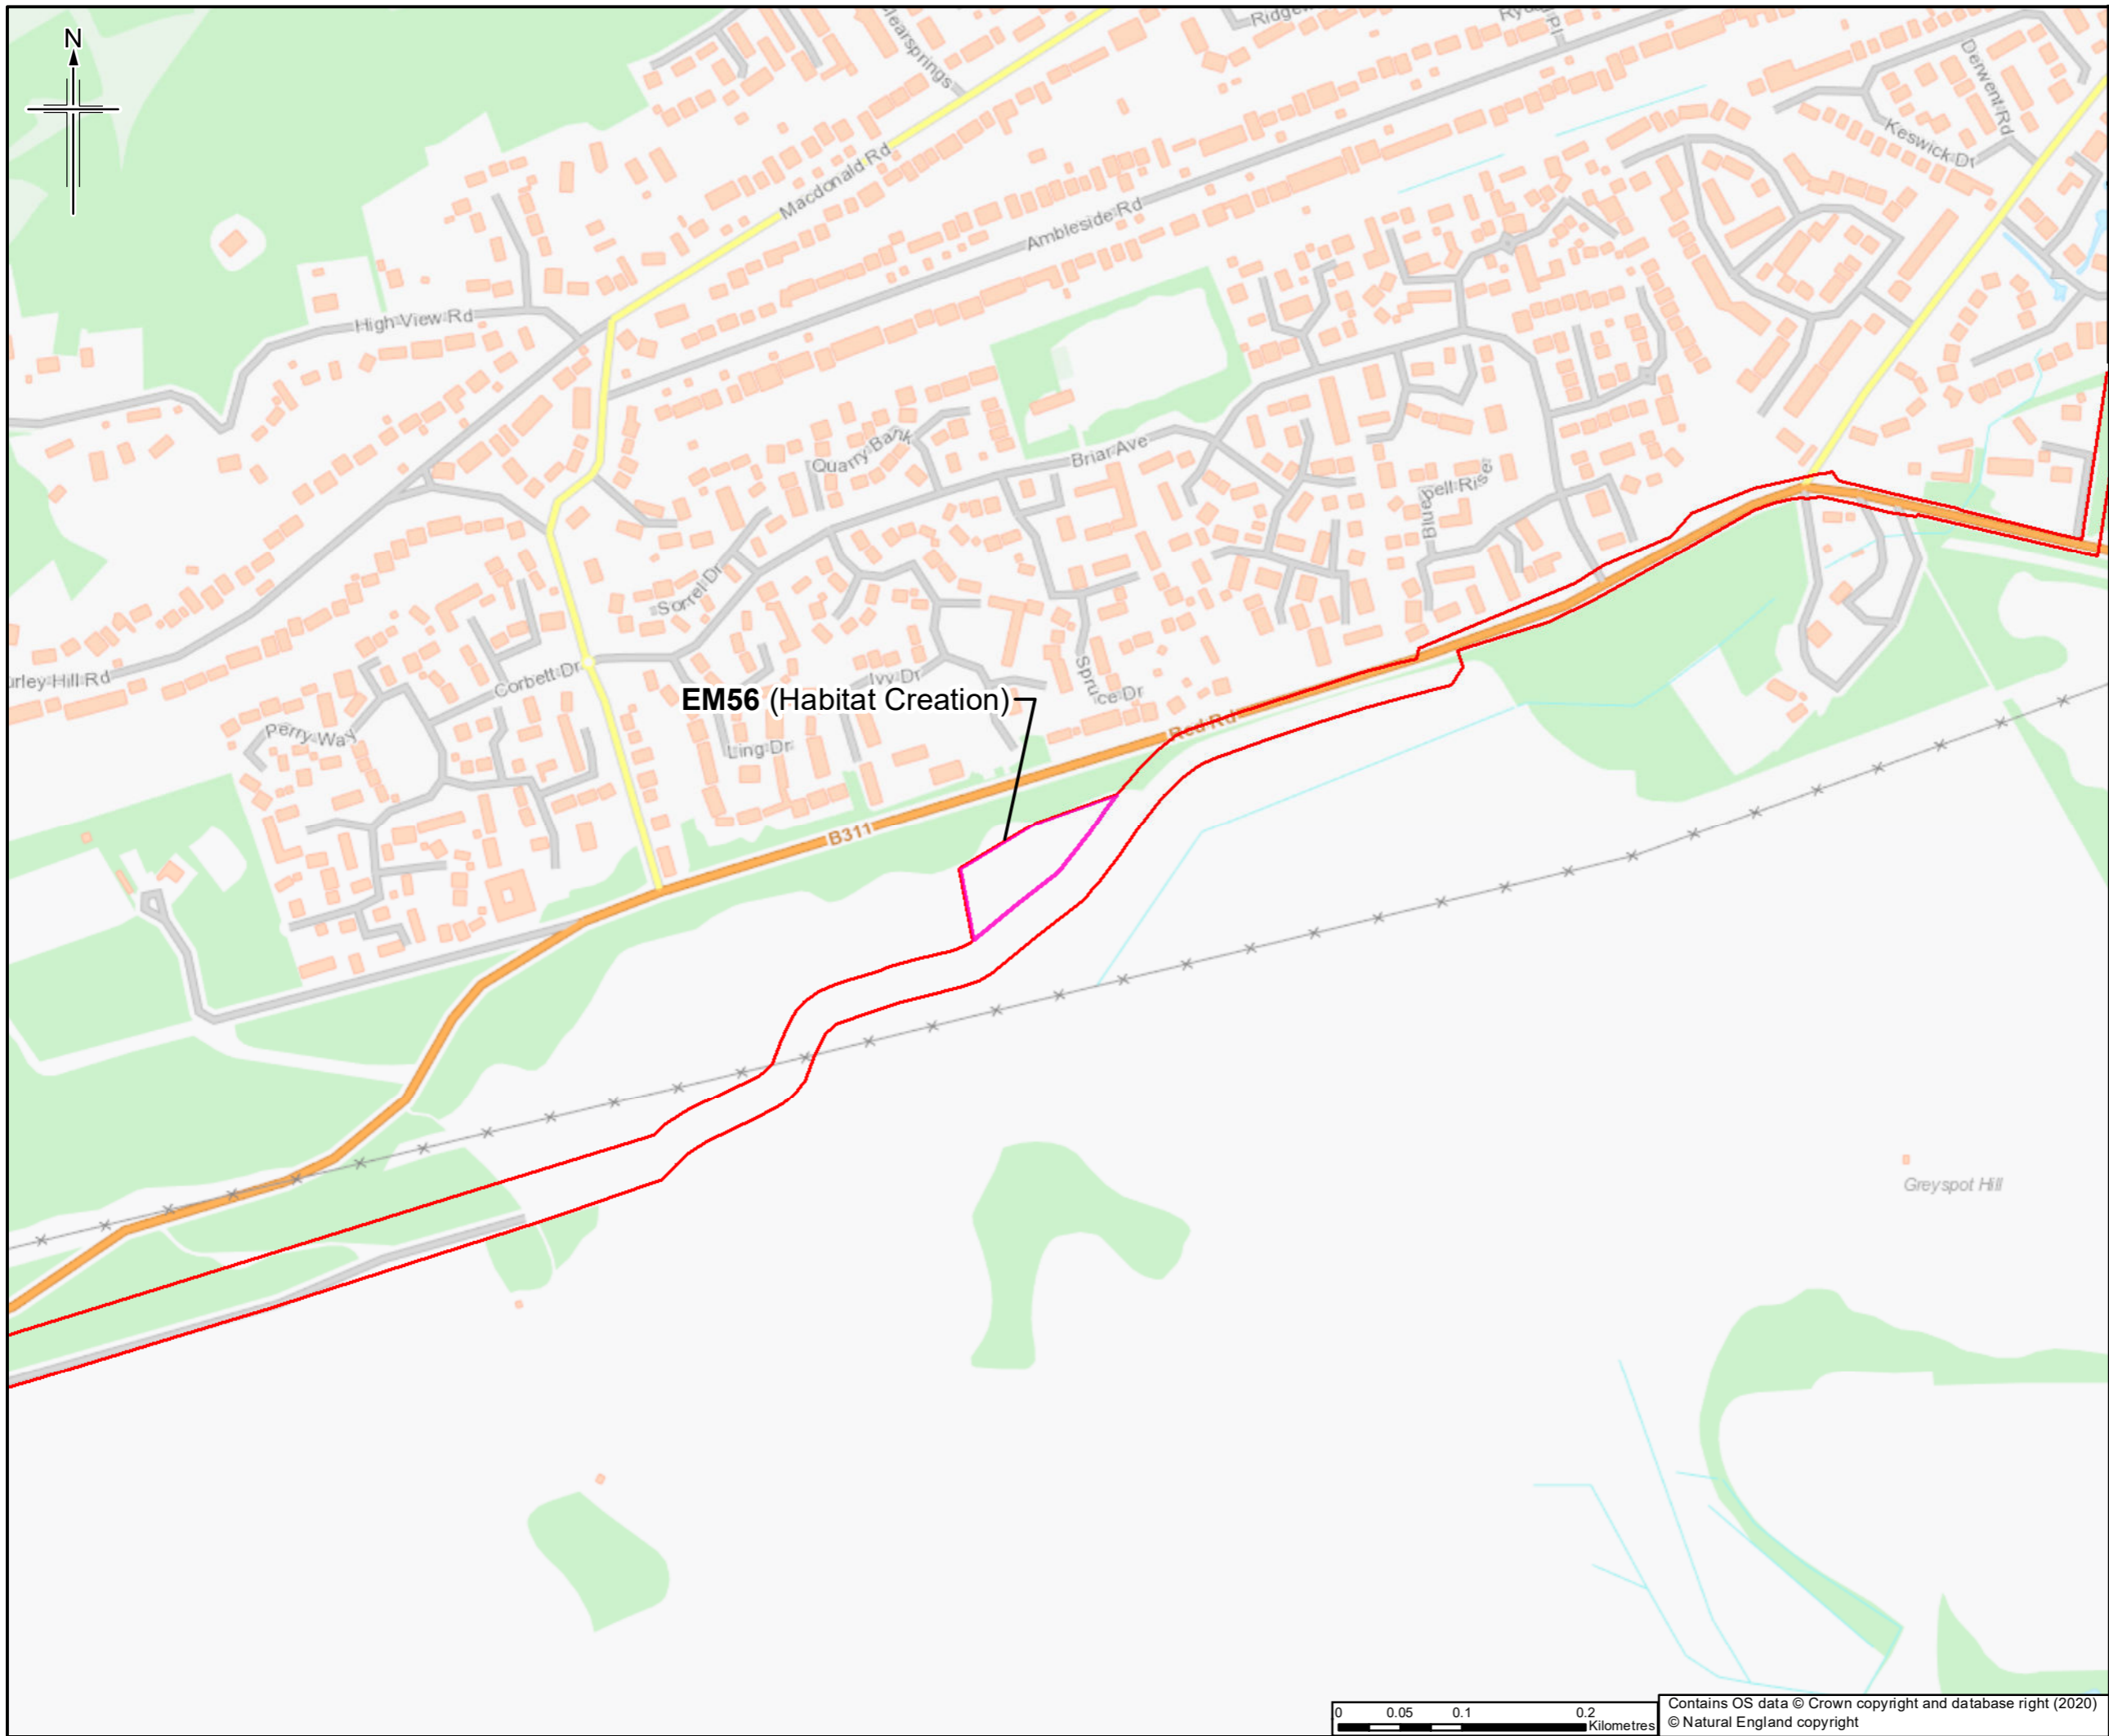 N
Clearsprings
Derwent Rd
Keswick Dr
Macdonald Rd
Ambleside Rd
High View Rd
Quarry Bank
Briar Ave
Bluebell Rise
Sorrel Dr
Corbett Dr
Ivy Dr
Spruce Dr
EM56 (Habitat Creation)
Perry Way
Ling Dr
Red Rd
B311
Greyspot Hill
0 0.05 0.1 0.2
Kilometres
Contains OS data © Crown copyright and database right (2020)
© Natural England copyright